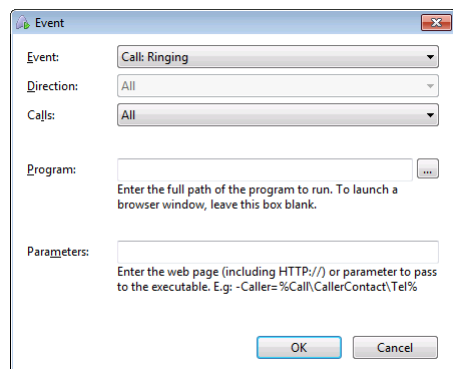 Event
Event: Call: Ringing
Direction: All
Calls: All
Program: ...
Enter the full path of the program to run. To launch a
browser window, leave this box blank.
Parameters:
Enter the web page (including HTTP://) or parameter to pass
to the executable. E.g: -Caller=%Call\CallerContact\Tel%
OK Cancel